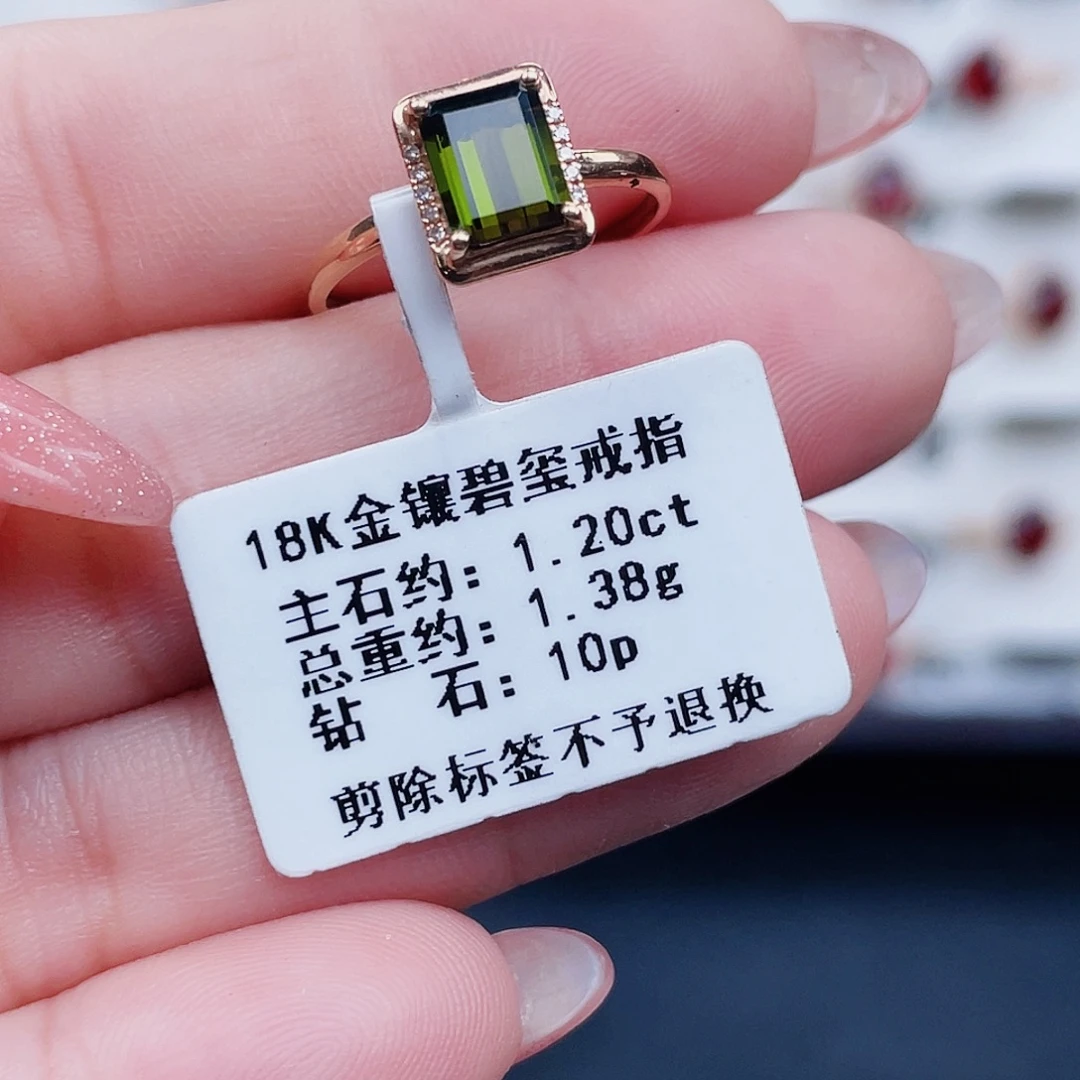 18K金镶碧玺戒指
主石约：1.20ct
总重约：1.38g
钻 石：10p
剪除标签不予退换